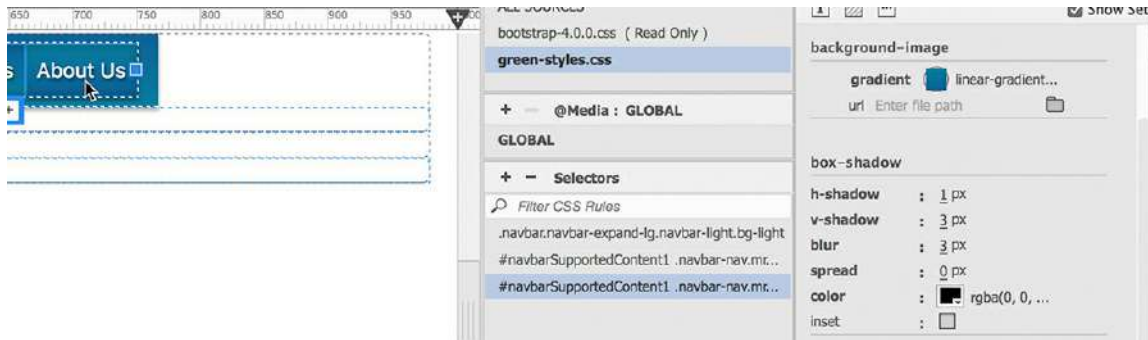 650 700 750 800 850 900 950
s About Us
+
ALL SOURCES
bootstrap-4.0.0.css ( Read Only )
green-styles.css
+ − @Media : GLOBAL
GLOBAL
+ − Selectors
Filter CSS Rules
.navbar.navbar-expand-lg.navbar-light.bg-light
#navbarSupportedContent1 .navbar-nav.mr...
#navbarSupportedContent1 .navbar-nav.mr...
Show Set
background-image
gradient linear-gradient...
url Enter file path
box-shadow
h-shadow : 1 px
v-shadow : 3 px
blur : 3 px
spread : 0 px
color : rgba(0, 0, ...
inset :